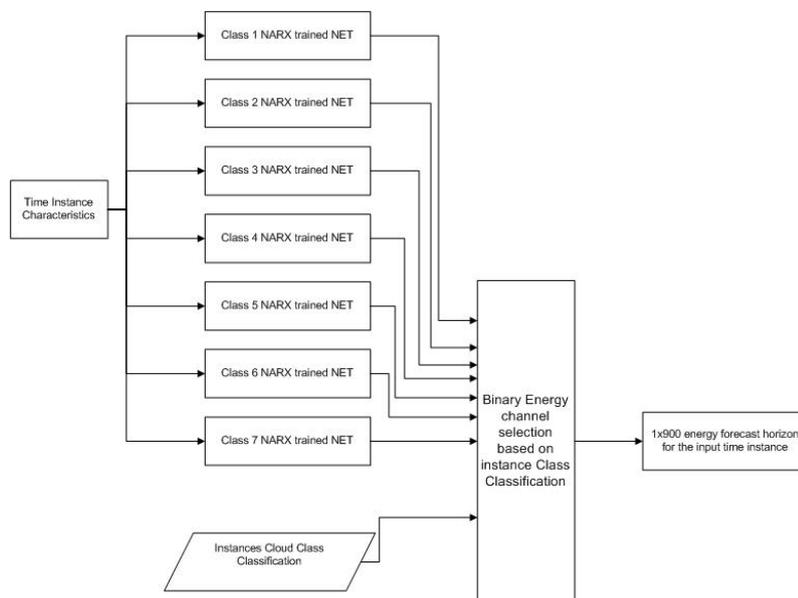 Class 1 NARX trained NET
Class 2 NARX trained NET
Class 3 NARX trained NET
Time Instance
Characteristics
Class 4 NARX trained NET
Class 5 NARX trained NET
Class 6 NARX trained NET
Class 7 NARX trained NET
Binary Energy
channel
selection
based on
instance Class
Classification
1x900 energy forecast horizon
for the input time instance
Instances Cloud Class
Classification